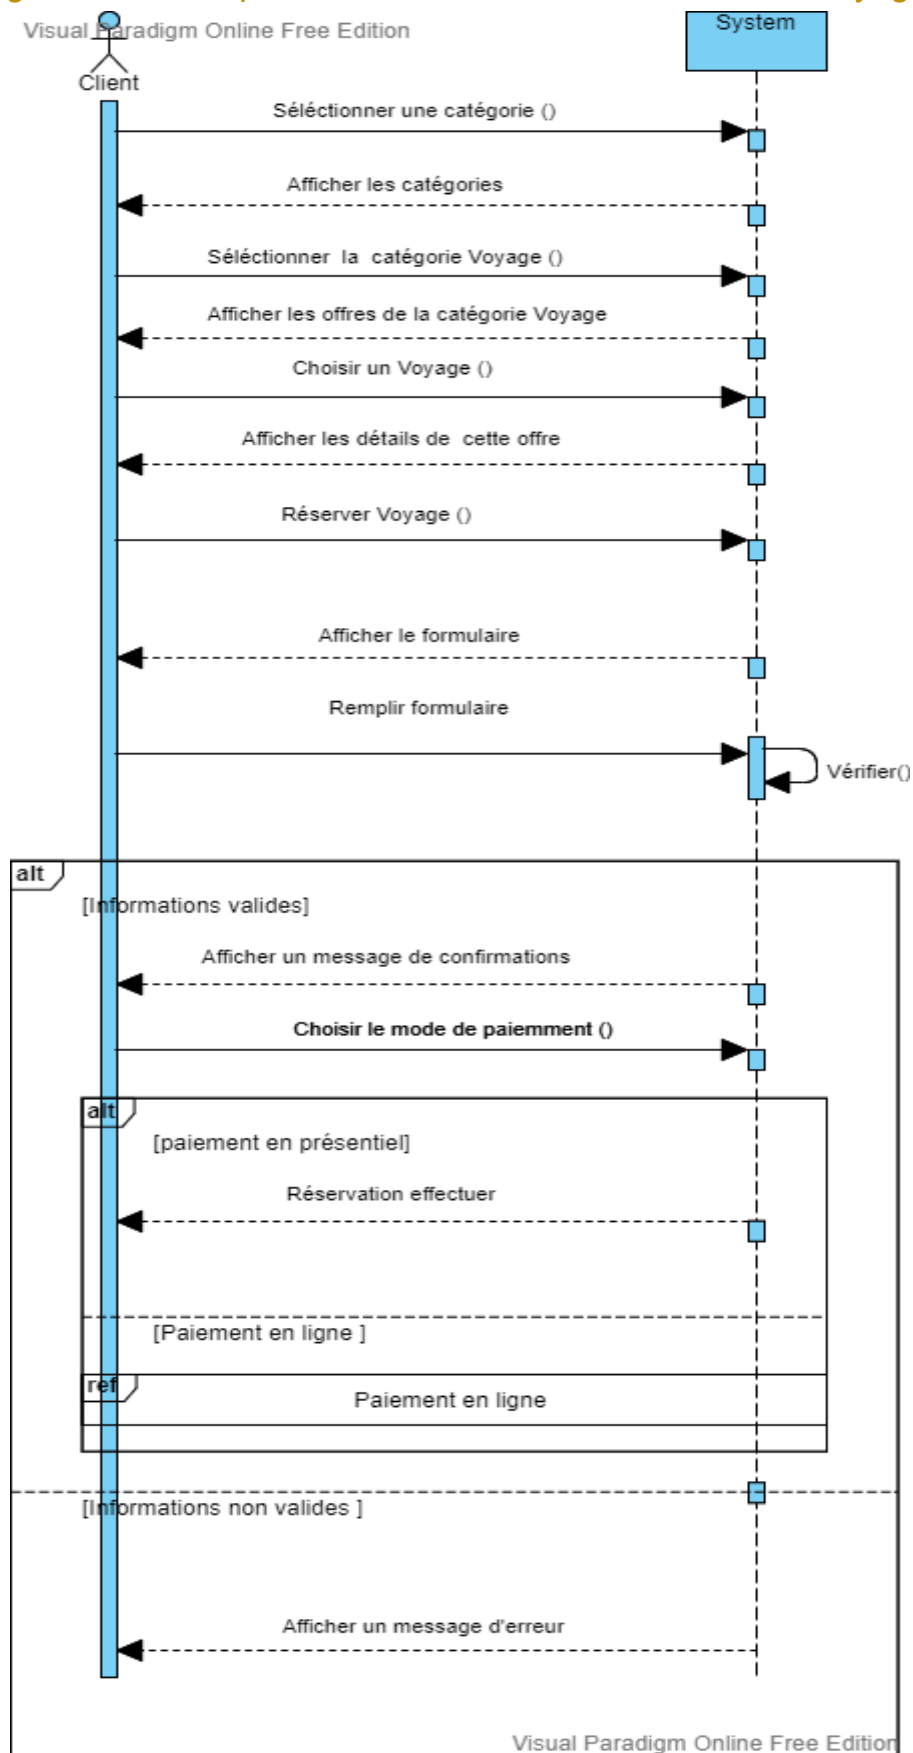 Visual Paradigm Online Free Edition
System
Client
Séléctionner une catégorie ()
Afficher les catégories
Séléctionner la catégorie Voyage ()
Afficher les offres de la catégorie Voyage
Choisir un Voyage ()
Afficher les détails de cette offre
Réserver Voyage ()
Afficher le formulaire
Remplir formulaire
Vérifier()
alt
[Informations valides]
Afficher un message de confirmations
Choisir le mode de paiemment ()
alt
[paiement en présentiel]
Réservation effectuer
[Paiement en ligne ]
ref
Paiement en ligne
[Informations non valides ]
Afficher un message d'erreur
Visual Paradigm Online Free Edition